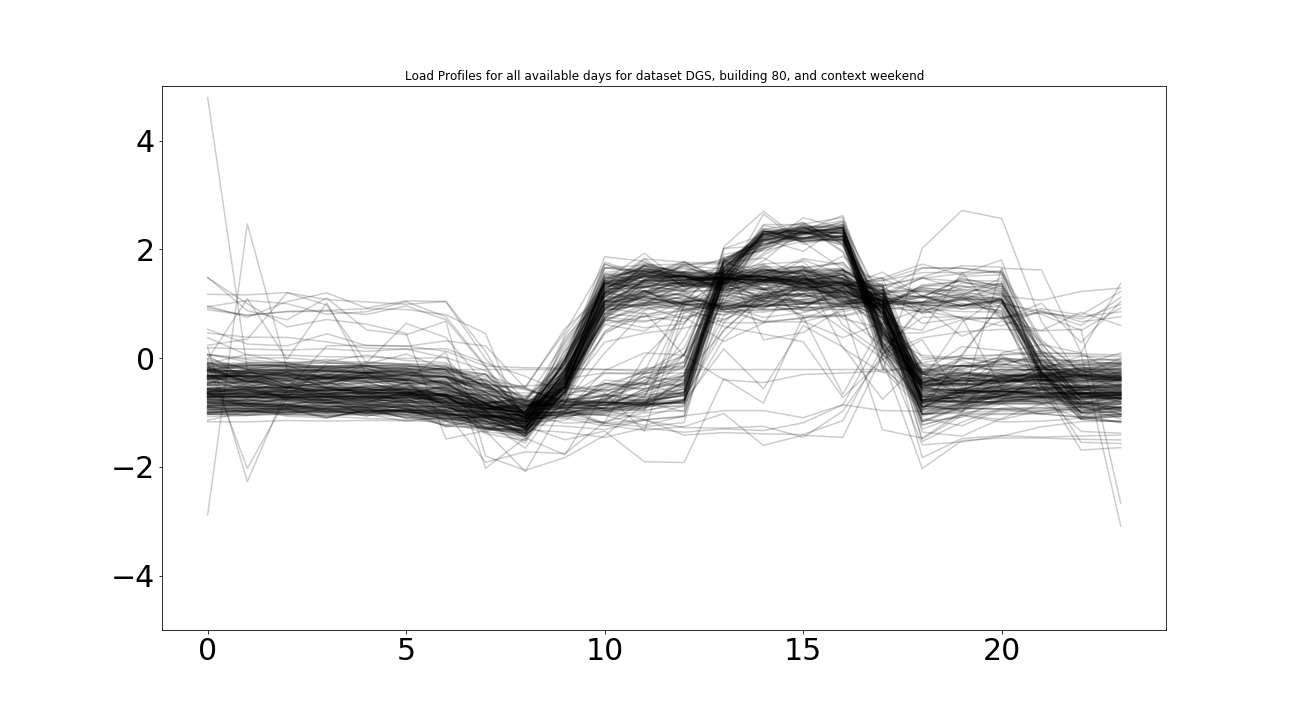 Load Profiles for all available days for dataset DGS, building 80, and context weekend
4
2
0
−2
−4
0 5 10 15 20